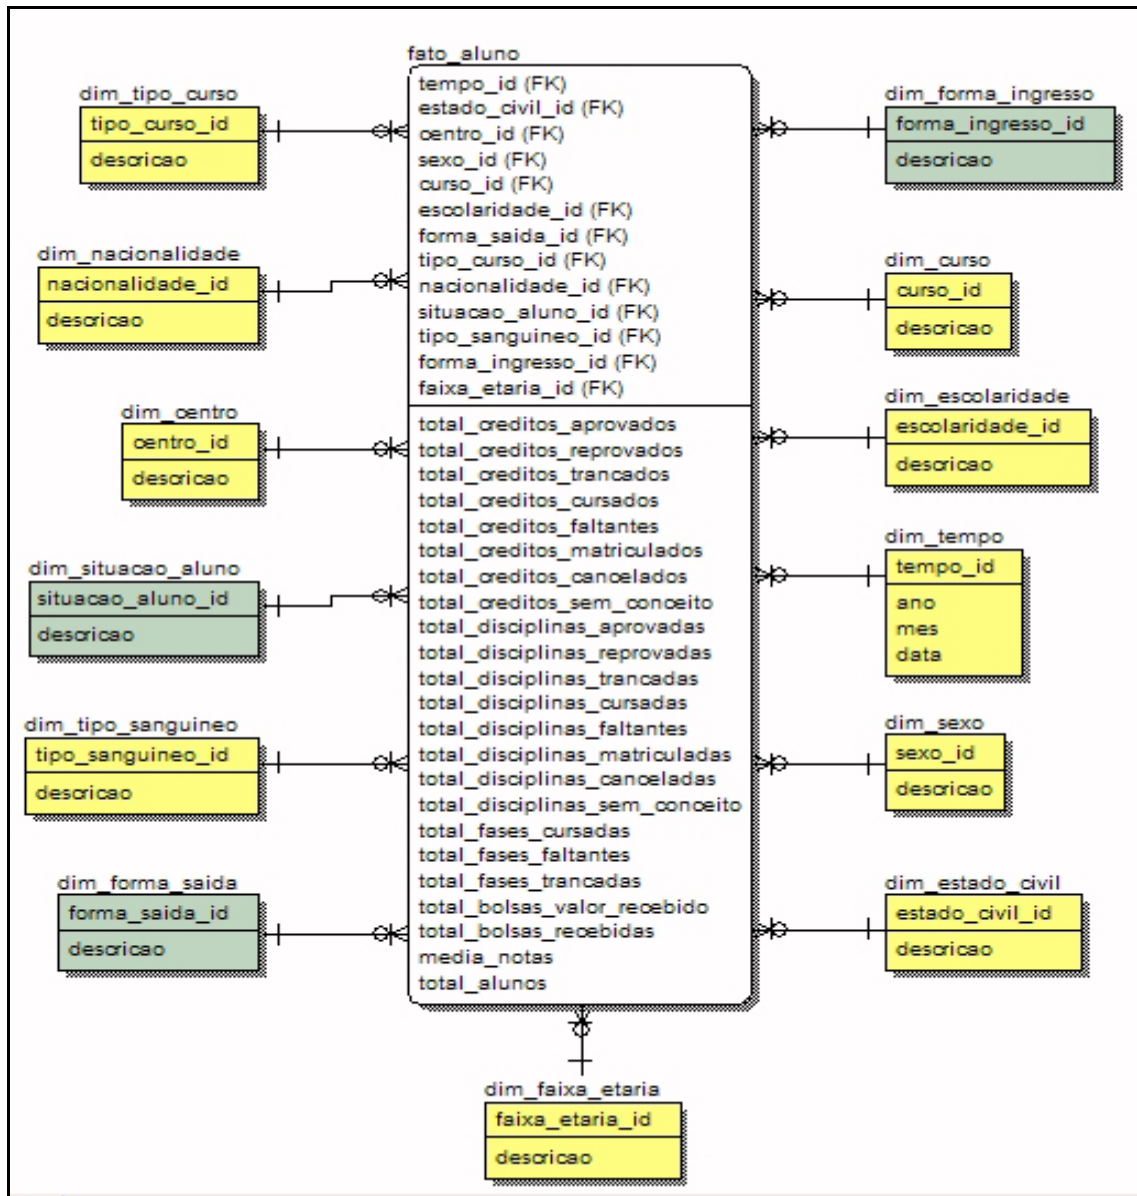 fato_aluno
tempo_id (FK)
estado_civil_id (FK)
centro_id (FK)
sexo_id (FK)
curso_id (FK)
escolaridade_id (FK)
forma_saida_id (FK)
tipo_curso_id (FK)
nacionalidade_id (FK)
situacao_aluno_id (FK)
tipo_sanguineo_id (FK)
forma_ingresso_id (FK)
faixa_etaria_id (FK)
total_creditos_aprovados
total_creditos_reprovados
total_creditos_trancados
total_creditos_cursados
total_creditos_faltantes
total_creditos_matriculados
total_creditos_cancelados
total_creditos_sem_conceito
total_disciplinas_aprovadas
total_disciplinas_reprovadas
total_disciplinas_trancadas
total_disciplinas_cursadas
total_disciplinas_faltantes
total_disciplinas_matriculadas
total_disciplinas_canceladas
total_disciplinas_sem_conceito
total_fases_cursadas
total_fases_faltantes
total_fases_trancadas
total_bolsas_valor_recebido
total_bolsas_recebidas
media_notas
total_alunos
dim_tipo_curso
tipo_curso_id
descricao
dim_nacionalidade
nacionalidade_id
descricao
dim_centro
centro_id
descricao
dim_situacao_aluno
situacao_aluno_id
descricao
dim_tipo_sanguineo
tipo_sanguineo_id
descricao
dim_forma_saida
forma_saida_id
descricao
dim_forma_ingresso
forma_ingresso_id
descricao
dim_curso
curso_id
descricao
dim_escolaridade
escolaridade_id
descricao
dim_tempo
tempo_id
ano
mes
data
dim_sexo
sexo_id
descricao
dim_estado_civil
estado_civil_id
descricao
dim_faixa_etaria
faixa_etaria_id
descricao